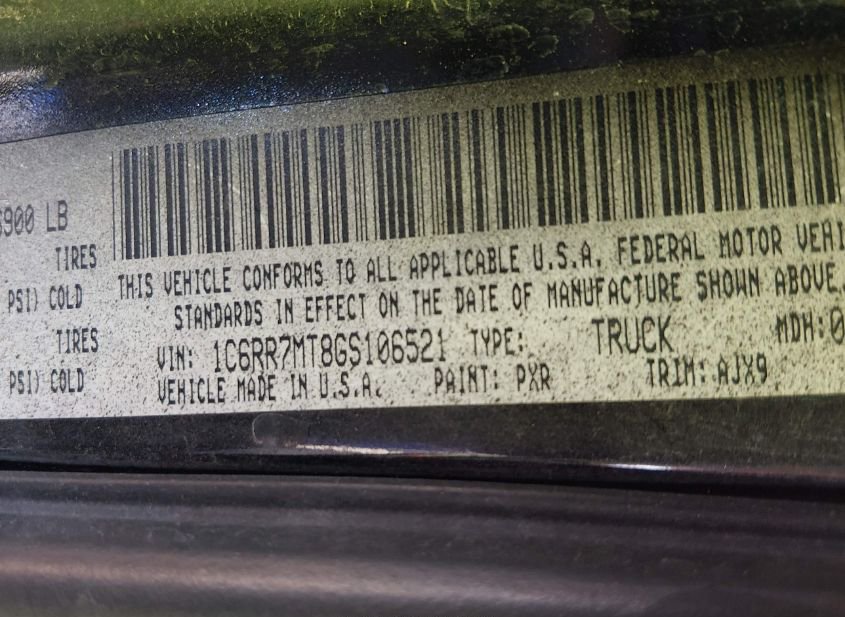 6900 LB
TIRES
PSI) COLD
TIRES
PSI) COLD
THIS VEHICLE CONFORMS TO ALL APPLICABLE U.S.A. FEDERAL MOTOR VEHI
STANDARDS IN EFFECT ON THE DATE OF MANUFACTURE SHOWN ABOVE.
VIN: 1C6RR7MT8GS106521 TYPE: TRUCK MDH:0
VEHICLE MADE IN U.S.A. PAINT: PXR TRIM: AJX9